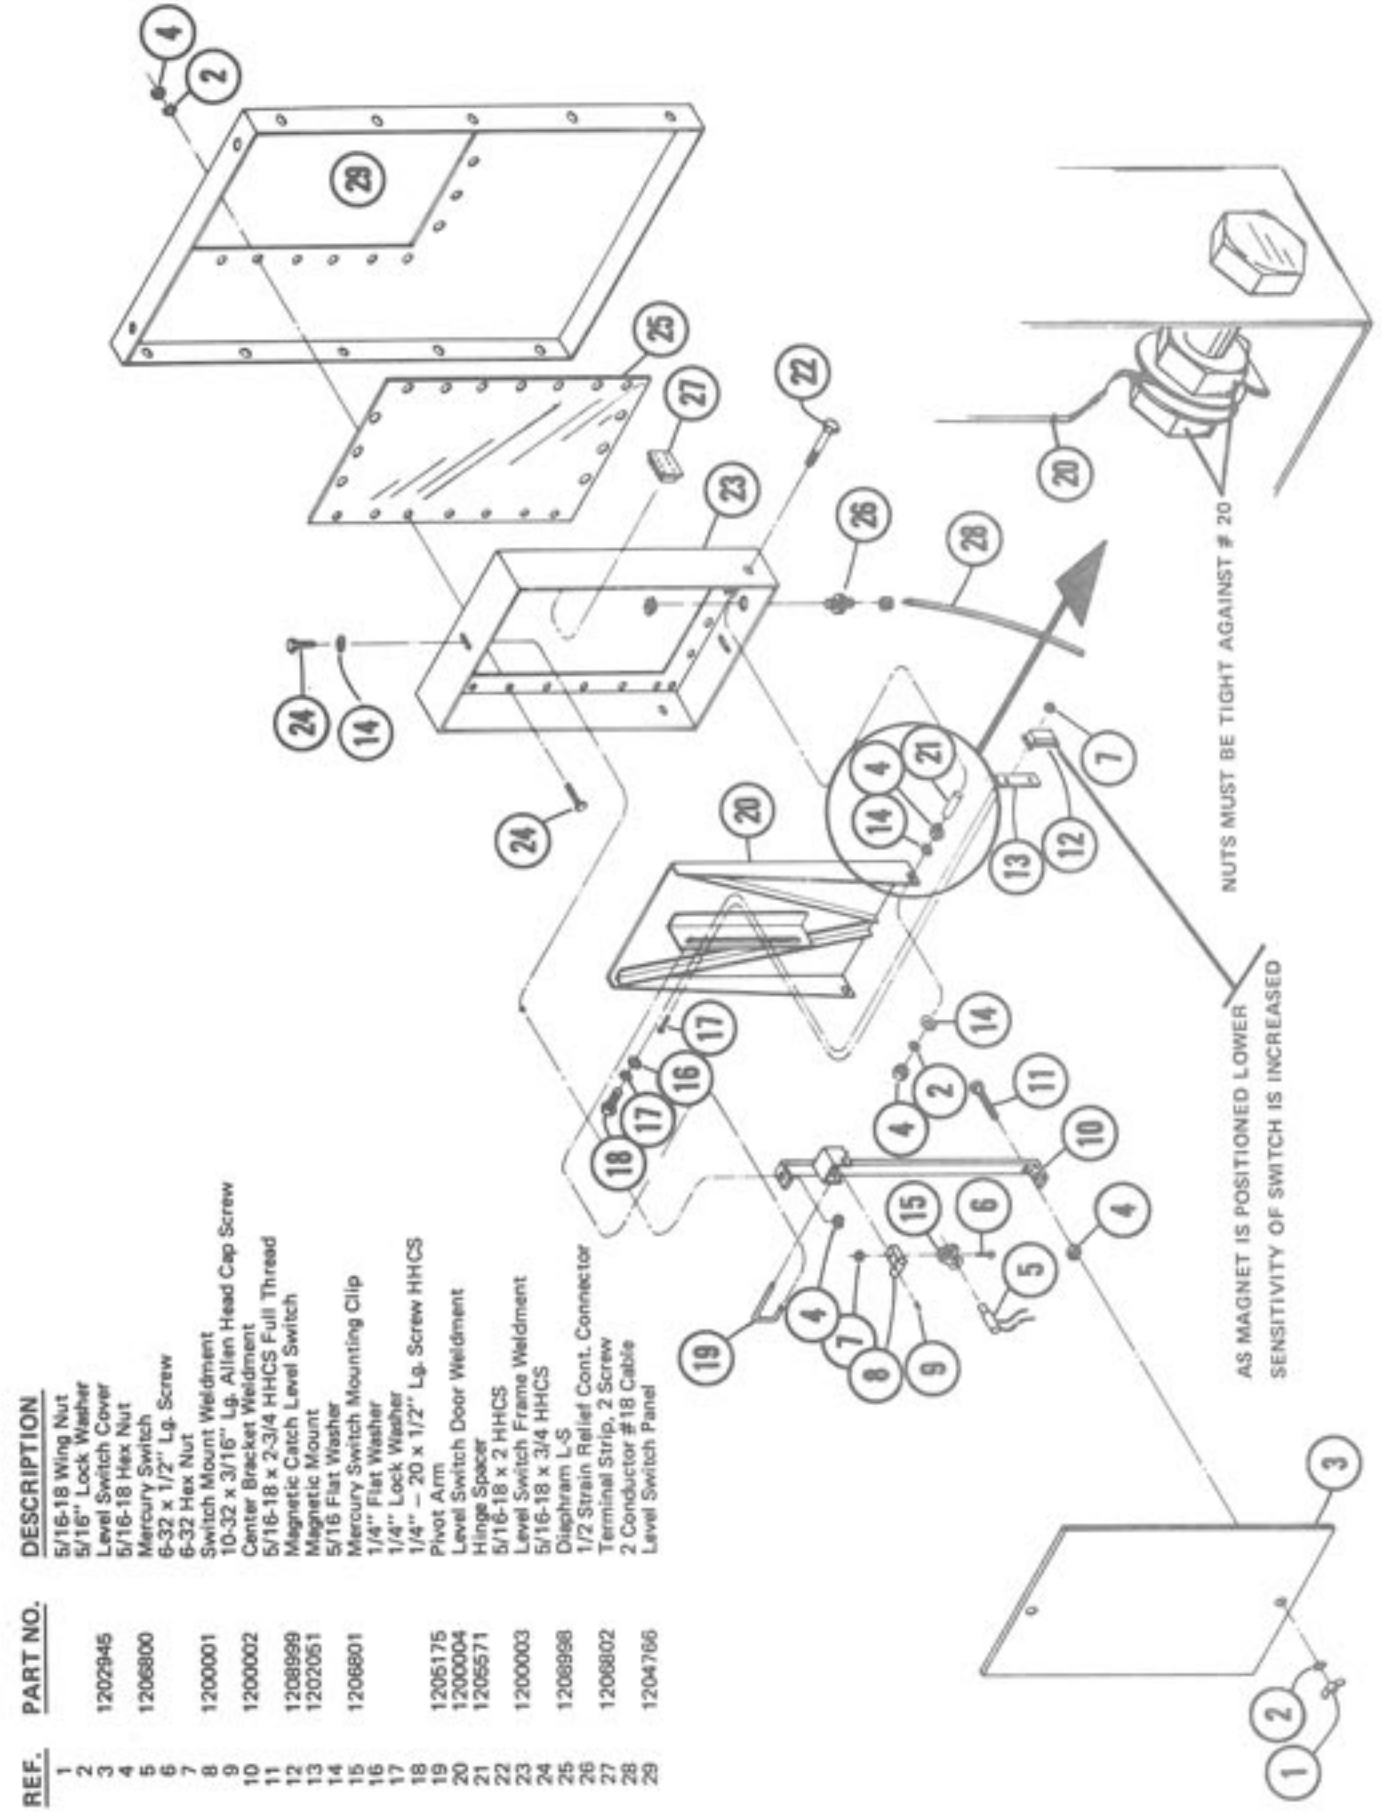 REF. PART NO. DESCRIPTION
1 5/16-18 Wing Nut
2 5/16" Lock Washer
3 1202945 Level Switch Cover
4 5/16-18 Hex Nut
5 1206800 Mercury Switch
6 6-32 x 1/2" Lg. Screw
7 6-32 Hex Nut
8 1200001 Switch Mount Weldment
9 10-32 x 3/16" Lg. Allen Head Cap Screw
10 1200002 Center Bracket Weldment
11 5/16-18 x 2-3/4 HHCS Full Thread
12 1208999 Magnetic Catch Level Switch
13 1202051 Magnetic Mount
14 5/16 Flat Washer
15 1206801 Mercury Switch Mounting Clip
16 1/4" Flat Washer
17 1/4" Lock Washer
18 1/4" – 20 x 1/2" Lg. Screw HHCS
19 1205175 Pivot Arm
20 1200004 Level Switch Door Weldment
21 1205571 Hinge Spacer
22 5/16-18 x 2 HHCS
23 1200003 Level Switch Frame Weldment
24 5/16-18 x 3/4 HHCS
25 1208998 Diaphram L-S
26 1/2 Strain Relief Cont. Connector
27 1206802 Terminal Strip, 2 Screw
28 2 Conductor #18 Cable
29 1204766 Level Switch Panel
4
2
29
25
27
22
23
26
28
24
14
24
20
4
21
14
7
12
13
20
NUTS MUST BE TIGHT AGAINST # 20
17
16
17
18
14
2
4
11
10
15
6
4
5
19
4
7
8
9
AS MAGNET IS POSITIONED LOWER
SENSITIVITY OF SWITCH IS INCREASED
3
2
1